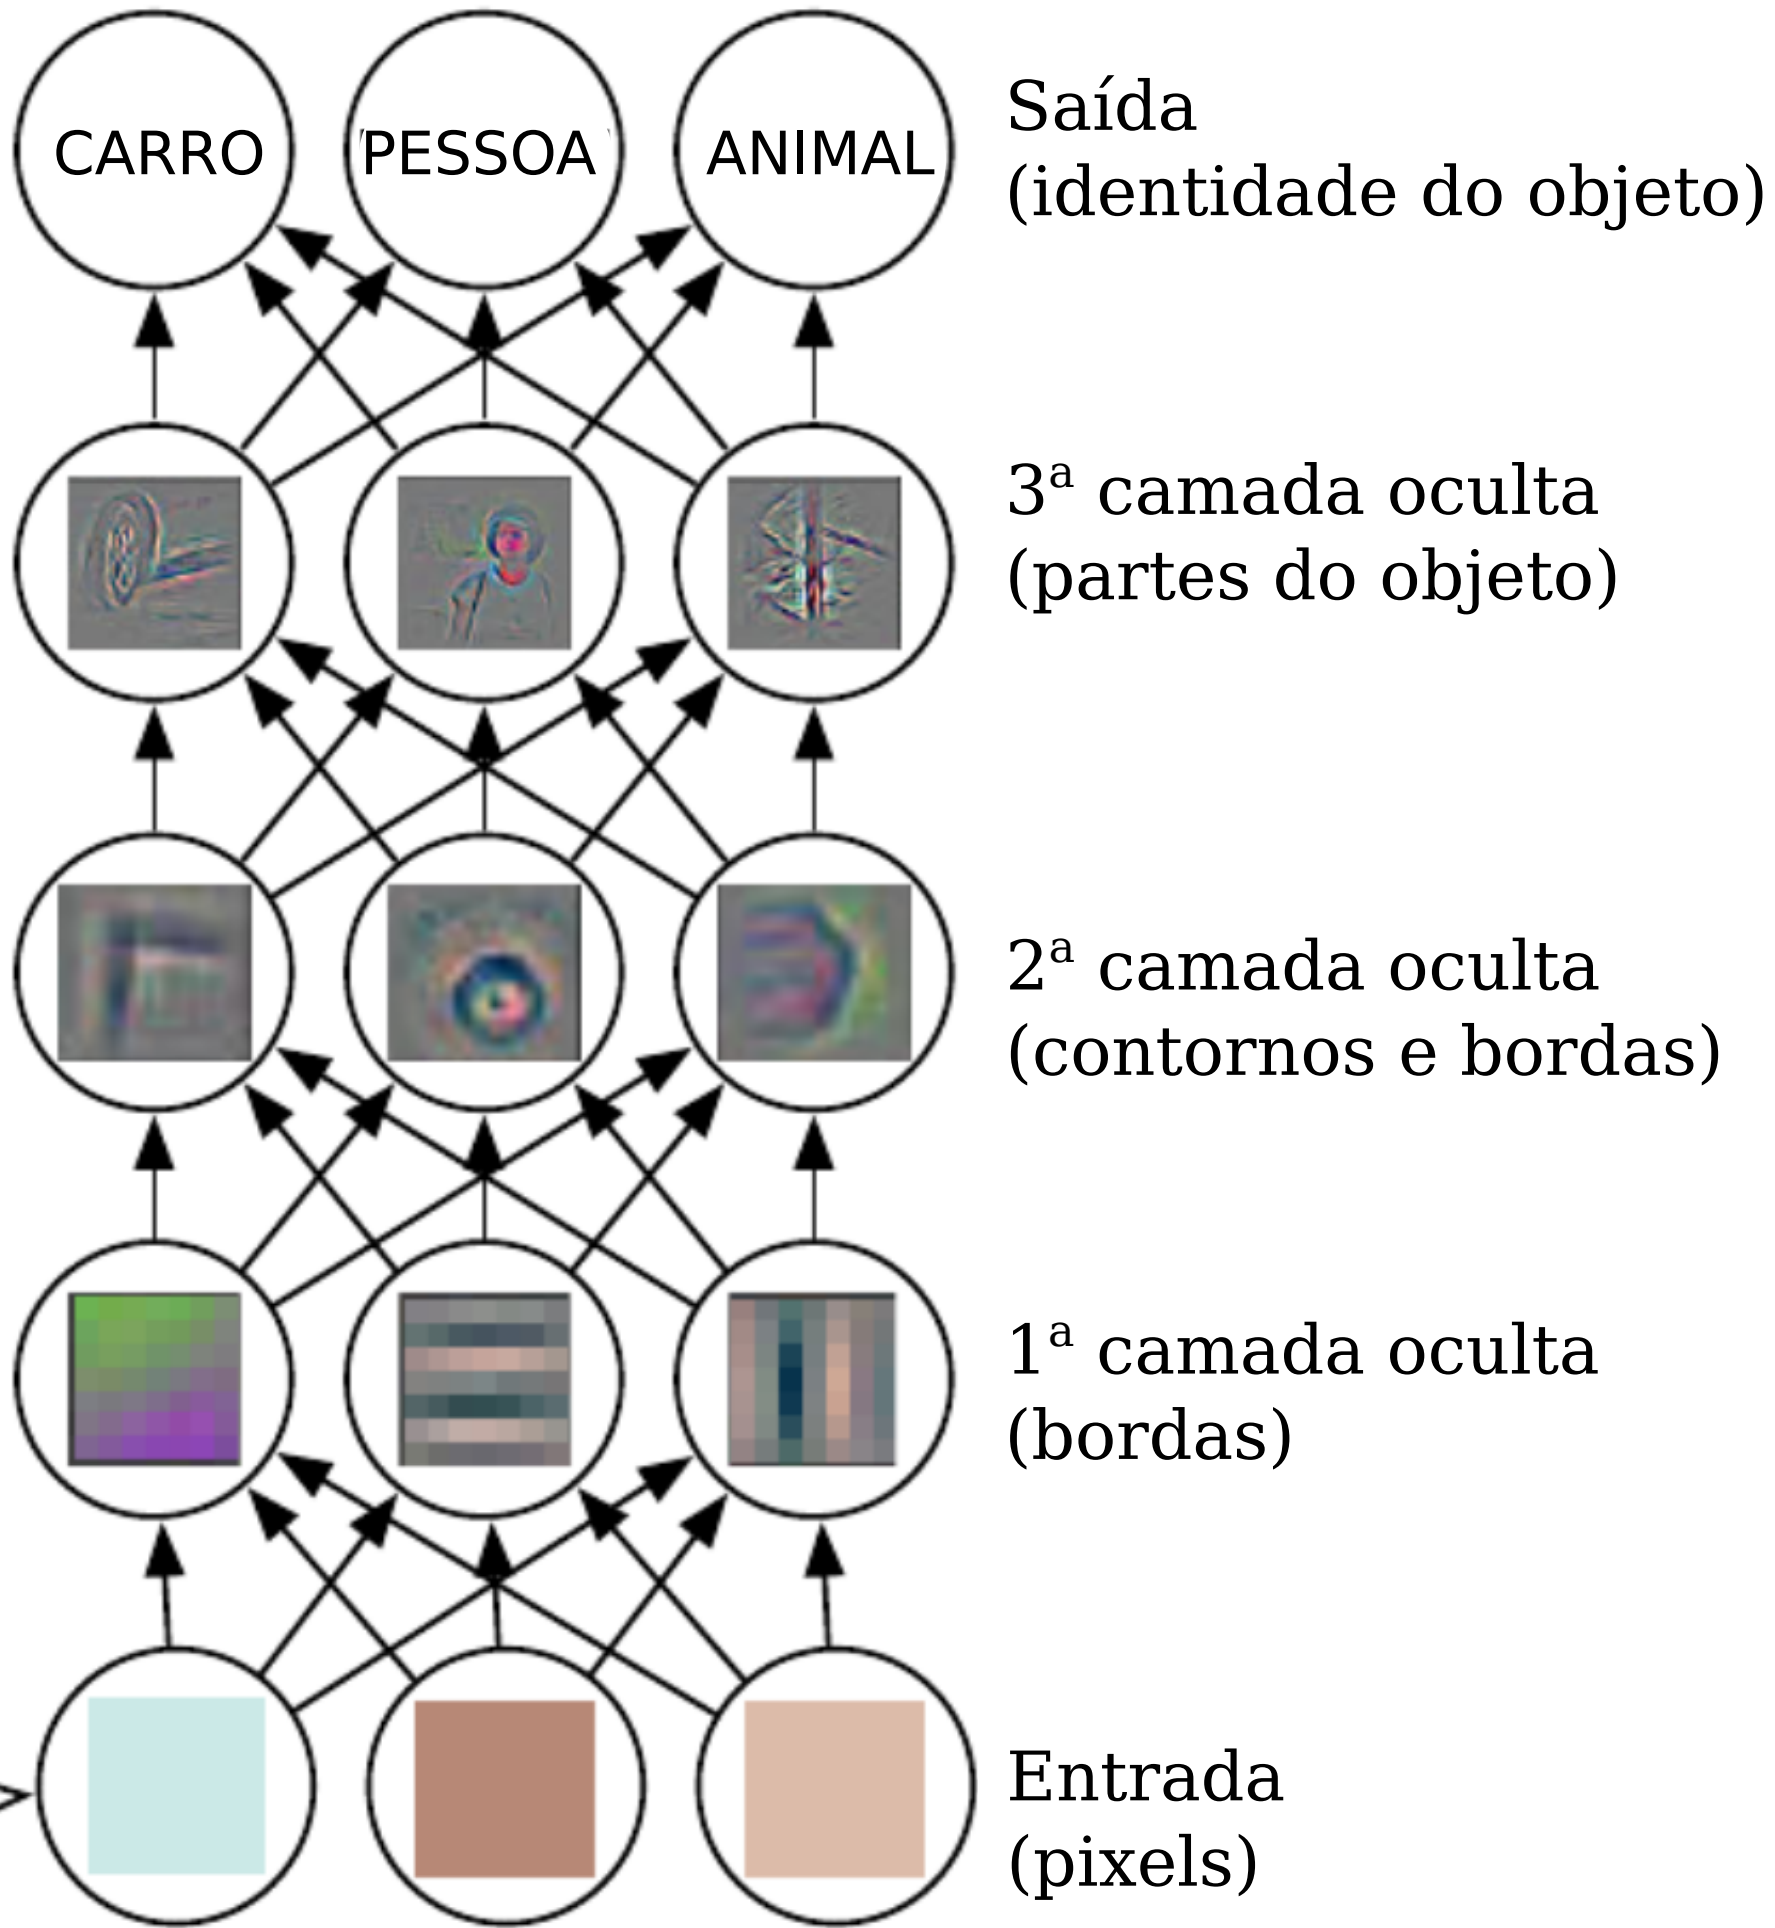 CARRO PESSOA ANIMAL
Saída
(identidade do objeto)
3ª camada oculta
(partes do objeto)
2ª camada oculta
(contornos e bordas)
1ª camada oculta
(bordas)
Entrada
(pixels)